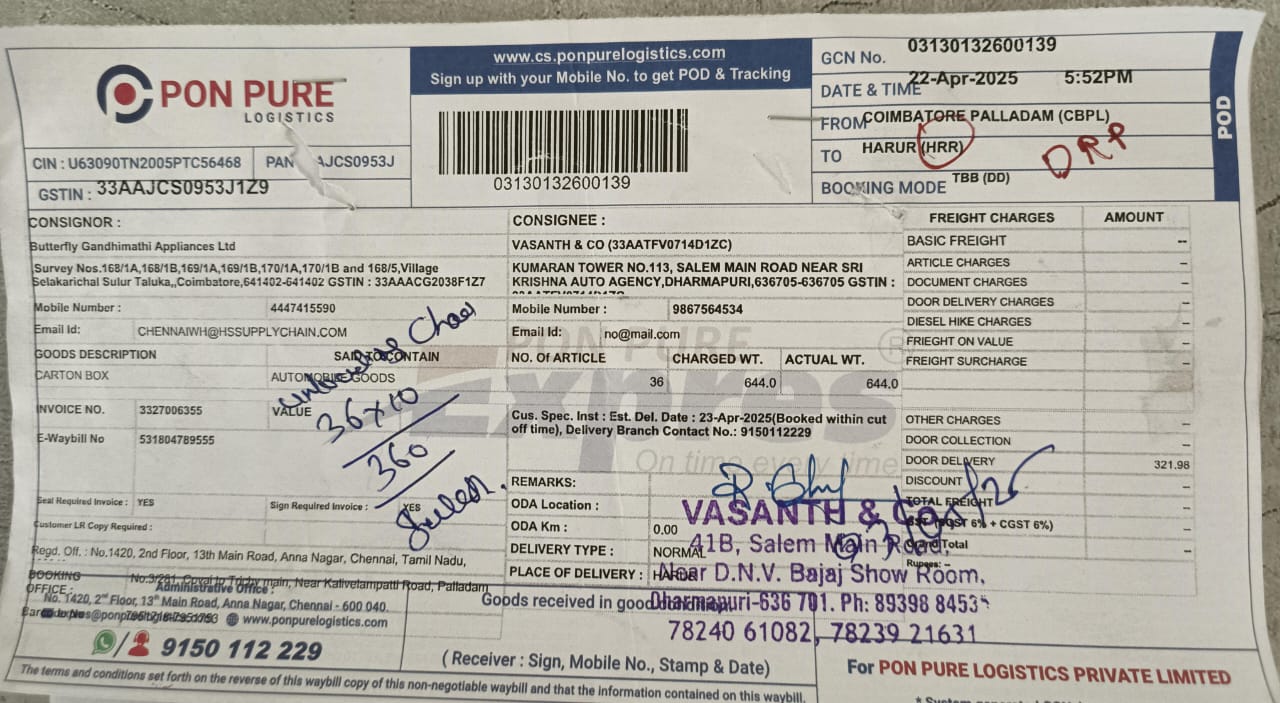 PON PURE
LOGISTICS
CIN : U63090TN2005PTC56468
PAN AJCS0953J
GSTIN : 33AAJCS0953J1Z9
www.cs.ponpurelogistics.com
Sign up with your Mobile No. to get POD & Tracking
03130132600139
GCN No. 03130132600139
DATE & TIME 22-Apr-2025 5:52PM
FROM COIMBATORE PALLADAM (CBPL)
TO HARUR (HRR)
DRP
BOOKING MODE TBB (DD)
POD
CONSIGNOR :
Butterfly Gandhimathi Appliances Ltd
Survey Nos.168/1A,168/1B,169/1A,169/1B,170/1A,170/1B and 168/5,Village
Selakarichal Sulur Taluka,,Coimbatore,641402-641402 GSTIN : 33AAACG2038F1Z7
Mobile Number : 4447415590
Email Id: CHENNAIWH@HSSUPPLYCHAIN.COM
GOODS DESCRIPTION SAID TO CONTAIN
CARTON BOX AUTOMOBILE GOODS
INVOICE NO. 3327006355 VALUE
E-Waybill No 531804789555
36x10
360
Seal Required Invoice : YES Sign Required Invoice : YES
Customer LR Copy Required :
CONSIGNEE :
VASANTH & CO (33AATFV0714D1ZC)
KUMARAN TOWER NO.113, SALEM MAIN ROAD NEAR SRI
KRISHNA AUTO AGENCY,DHARMAPURI,636705-636705 GSTIN :
Mobile Number : 9867564534
Email Id: no@mail.com
NO. Of ARTICLE CHARGED WT. ACTUAL WT.
36 644.0 644.0
PON PURE
Expres
On time every time
Cus. Spec. Inst : Est. Del. Date : 23-Apr-2025(Booked within cut
off time), Delivery Branch Contact No.: 9150112229
REMARKS:
ODA Location :
ODA Km : 0.00
DELIVERY TYPE : NORMAL
PLACE OF DELIVERY : HARUR
FREIGHT CHARGES AMOUNT
BASIC FREIGHT --
ARTICLE CHARGES --
DOCUMENT CHARGES --
DOOR DELIVERY CHARGES --
DIESEL HIKE CHARGES --
FRIEGHT ON VALUE --
FREIGHT SURCHARGE --
OTHER CHARGES --
DOOR COLLECTION --
DOOR DELIVERY 321.98
DISCOUNT --
TOTAL FREIGHT --
GST (SGST 6% + CGST 6%) --
Grand Total --
Rupees: --
VASANTH & Co
41B, Salem Main Road,
Near D.N.V. Bajaj Show Room,
Dharmapuri-636 701. Ph: 89398 8453
78240 61082, 78239 21631
Regd. Off. : No.1420, 2nd Floor, 13th Main Road, Anna Nagar, Chennai, Tamil Nadu,
BOOKING
OFFICE :
Main, Near Kalivelampatti Road, Palladam
Administrative Office :
No. 1420, 2nd Floor, 13th Main Road, Anna Nagar, Chennai - 600 040.
www.ponpurelogistics.com
9150 112 229
Goods received in good
( Receiver : Sign, Mobile No., Stamp & Date)
For PON PURE LOGISTICS PRIVATE LIMITED
The terms and conditions set forth on the reverse of this waybill copy of this non-negotiable waybill and that the information contained on this waybill.